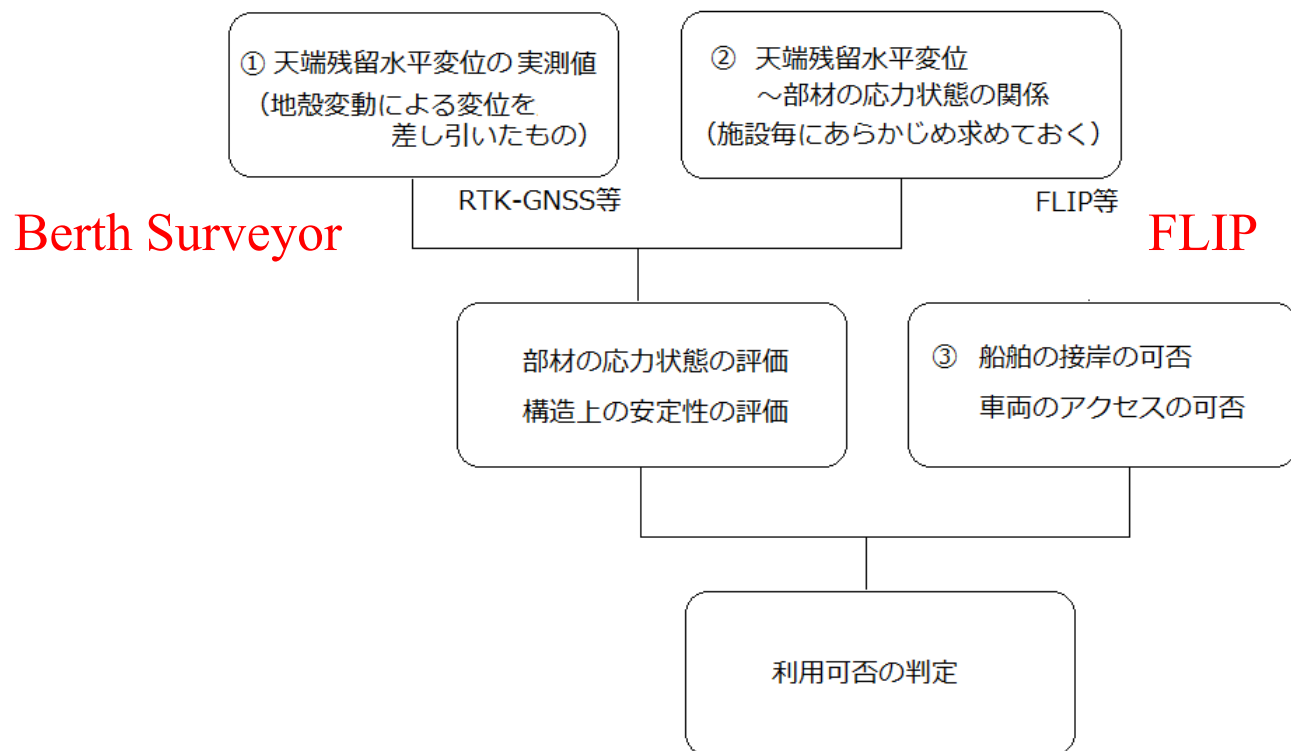 ① 天端残留水平変位の実測値
（地殻変動による変位を
差し引いたもの）
② 天端残留水平変位
～部材の応力状態の関係
（施設毎にあらかじめ求めておく）
RTK-GNSS等
FLIP等
Berth Surveyor
FLIP
部材の応力状態の評価
構造上の安定性の評価
③ 船舶の接岸の可否
車両のアクセスの可否
利用可否の判定